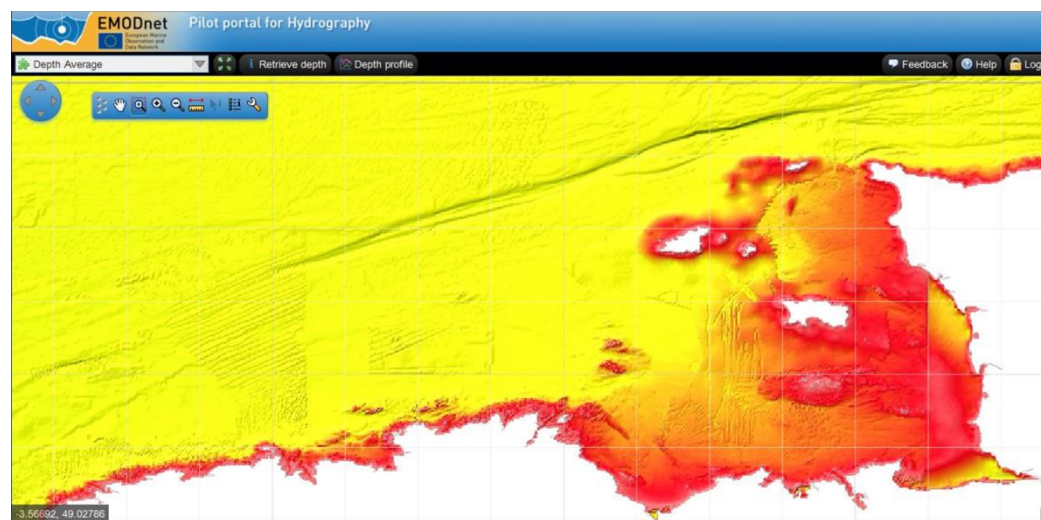 EMODnet
European Marine
Observation and
Data Network
Pilot portal for Hydrography
Depth Average
Retrieve depth
Depth profile
Feedback
Help
Log
-3.56692, 49.02786